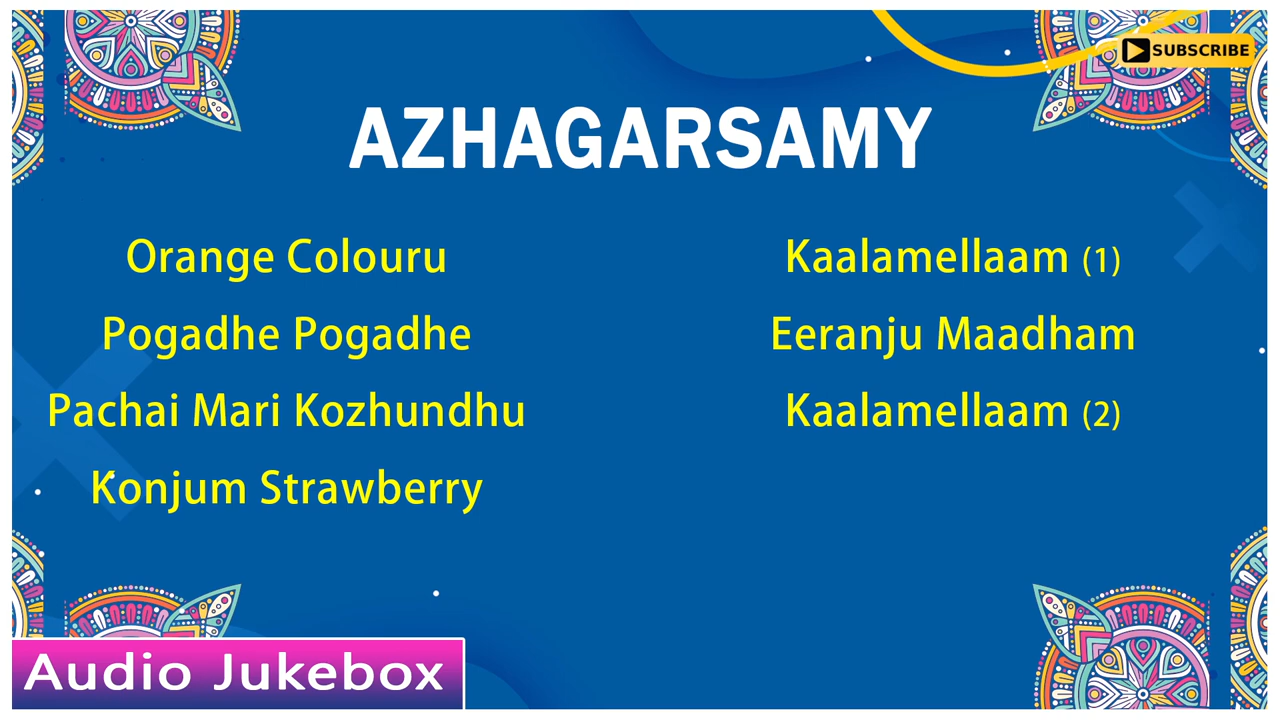 SUBSCRIBE
AZHAGARSAMY
Orange Colouru
Pogadhe Pogadhe
Pachai Mari Kozhundhu
Konjum Strawberry
Kaalamellaam (1)
Eeranju Maadham
Kaalamellaam (2)
Audio Jukebox